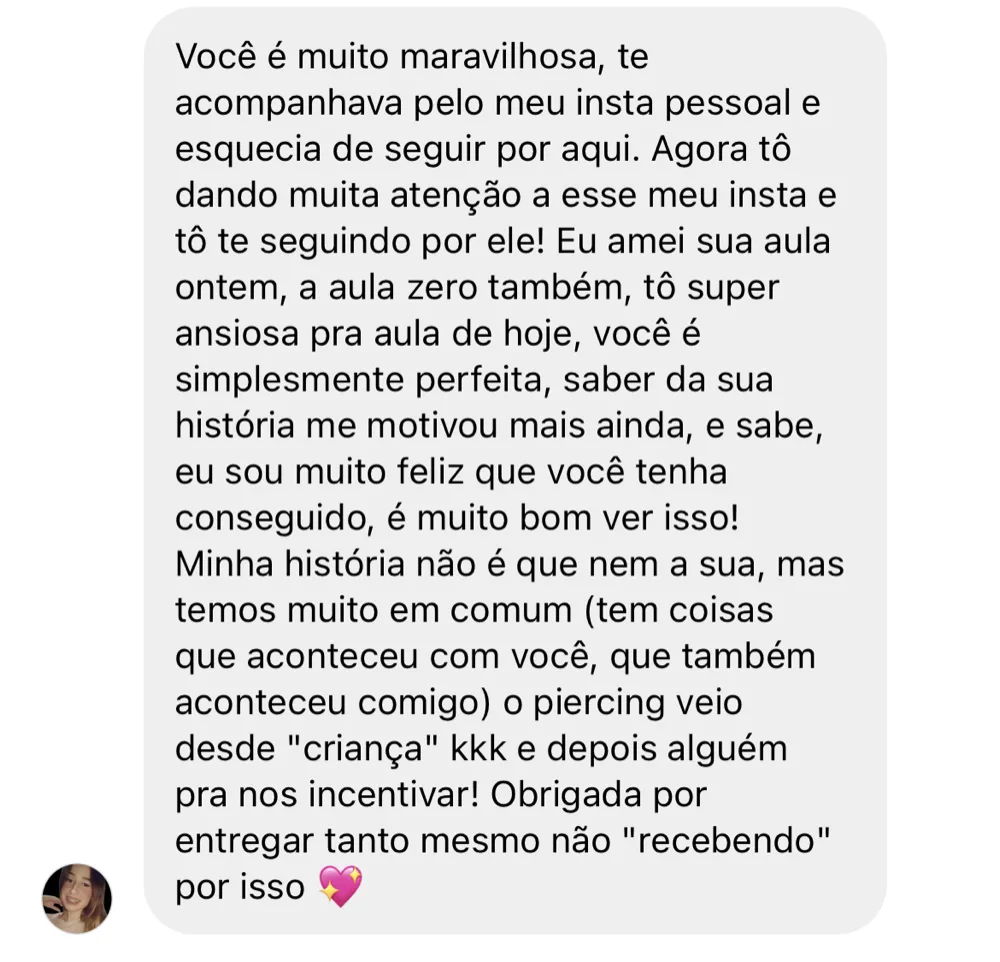 Você é muito maravilhosa, te
acompanhava pelo meu insta pessoal e
esquecia de seguir por aqui. Agora tô
dando muita atenção a esse meu insta e
tô te seguindo por ele! Eu amei sua aula
ontem, a aula zero também, tô super
ansiosa pra aula de hoje, você é
simplesmente perfeita, saber da sua
história me motivou mais ainda, e sabe,
eu sou muito feliz que você tenha
conseguido, é muito bom ver isso!
Minha história não é que nem a sua, mas
temos muito em comum (tem coisas
que aconteceu com você, que também
aconteceu comigo) o piercing veio
desde "criança" kkk e depois alguém
pra nos incentivar! Obrigada por
entregar tanto mesmo não "recebendo"
por isso 💖